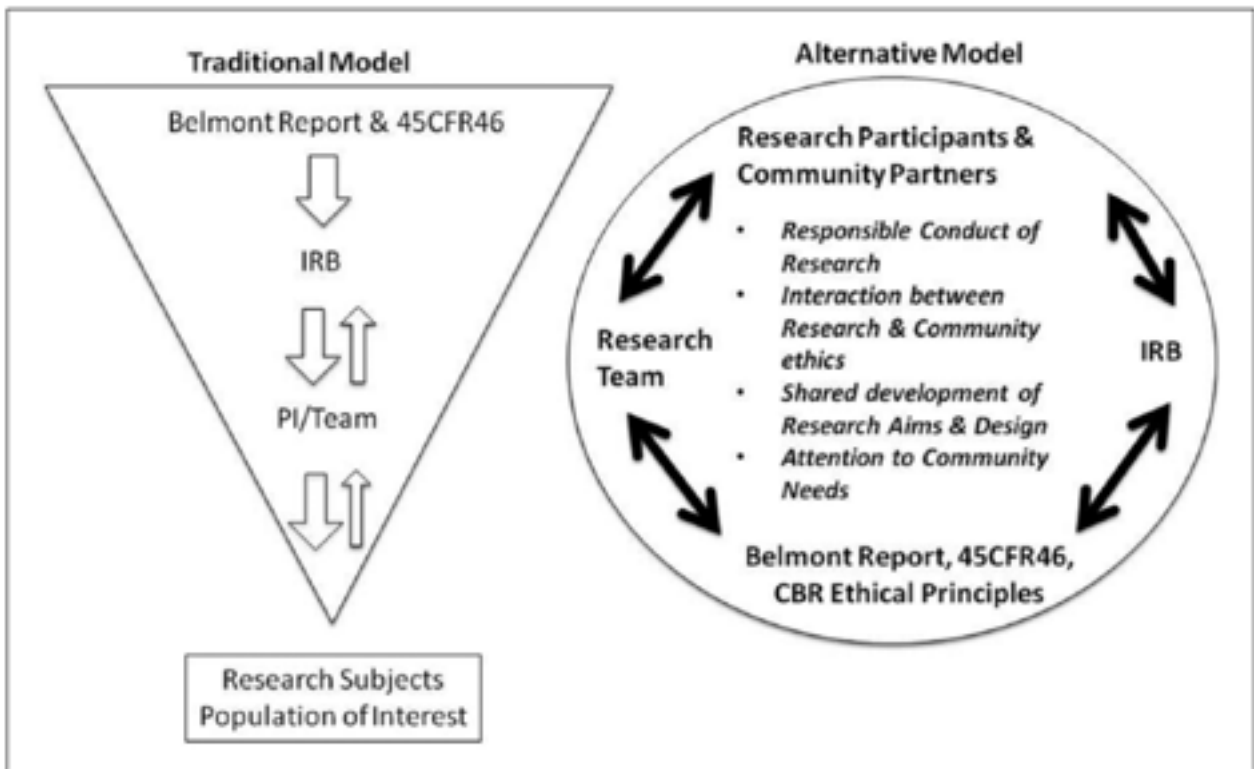 Traditional Model
Belmont Report & 45CFR46
IRB
PI/Team
Research Subjects
Population of Interest
Alternative Model
Research Participants &
Community Partners
• Responsible Conduct of
Research
• Interaction between
Research & Community
ethics
• Shared development of
Research Aims & Design
• Attention to Community
Needs
Research
Team
IRB
Belmont Report, 45CFR46,
CBR Ethical Principles